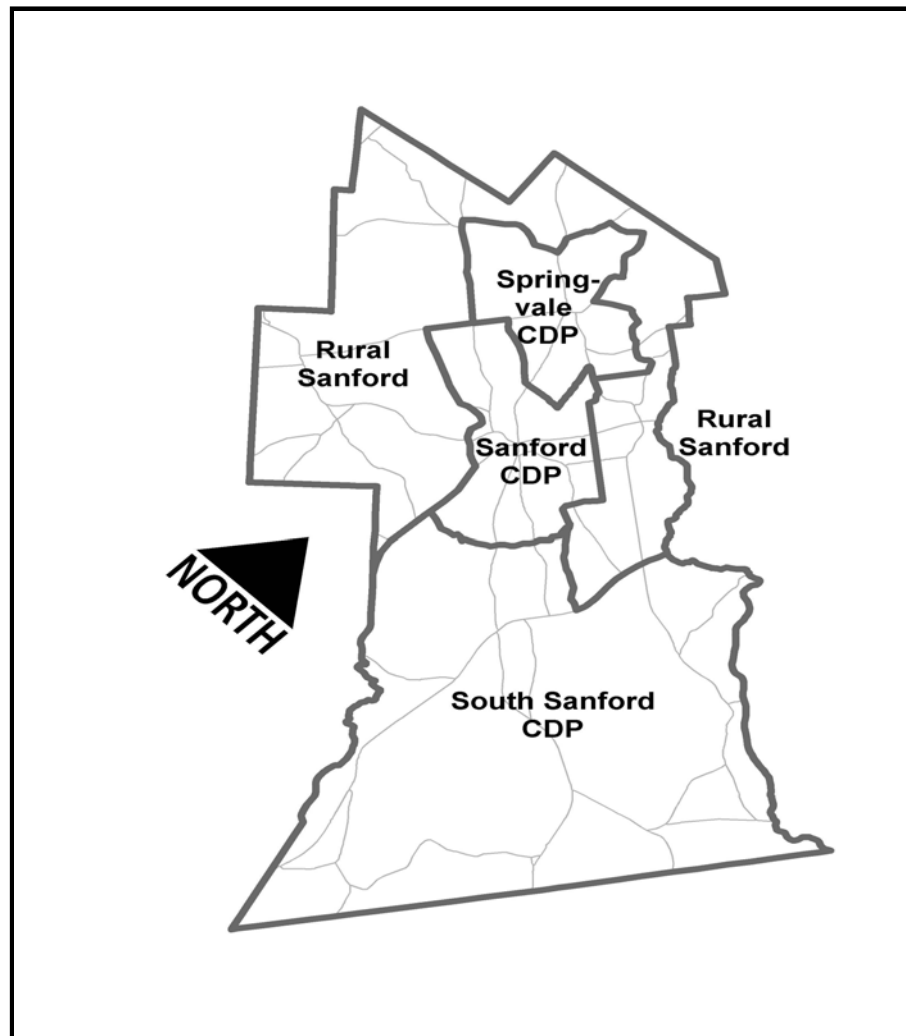 Spring-
vale
CDP
Rural
Sanford
Rural
Sanford
Sanford
CDP
NORTH
South Sanford
CDP